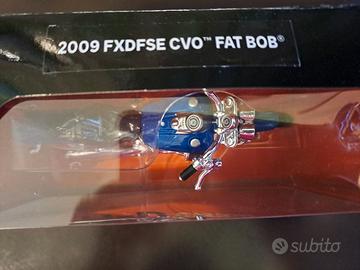 2009 FXDFSE CVO™ FAT BOB®
subito